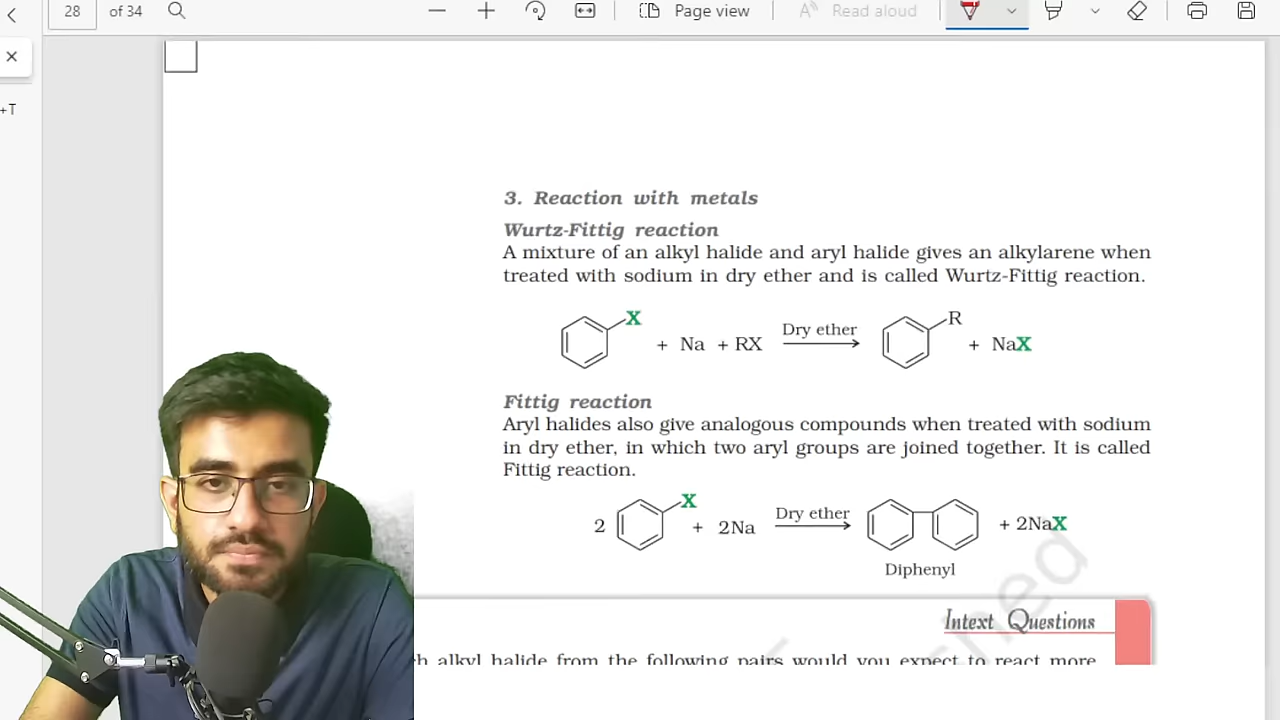 28 of 34 Page view Read aloud
+T
3. Reaction with metals
Wurtz-Fittig reaction
A mixture of an alkyl halide and aryl halide gives an alkylarene when
treated with sodium in dry ether and is called Wurtz-Fittig reaction.
X + Na + RX Dry ether R + NaX
Fittig reaction
Aryl halides also give analogous compounds when treated with sodium
in dry ether, in which two aryl groups are joined together. It is called
Fittig reaction.
2 X + 2Na Dry ether + 2NaX
Diphenyl
Intext Questions
alkyl halide from the following pairs would you expect to react more